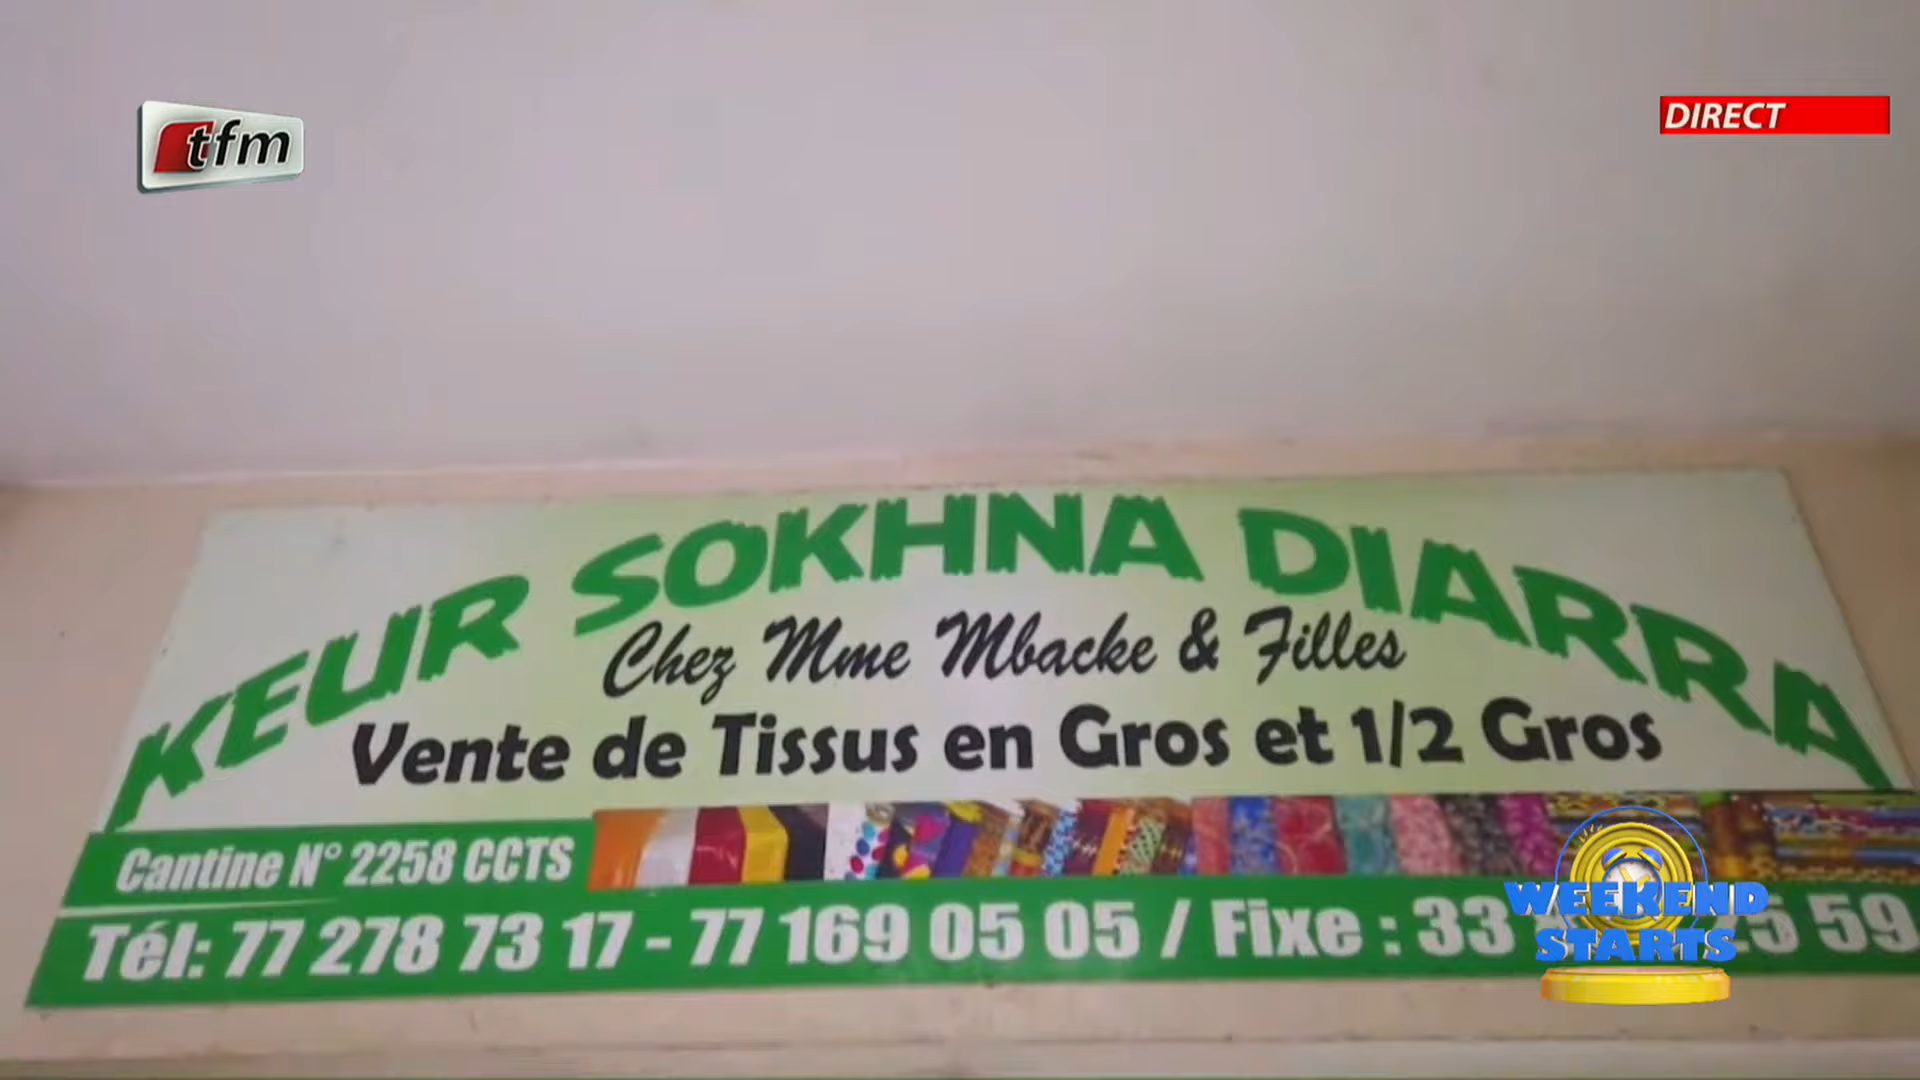 tfm
DIRECT
KEUR SOKHNA DIARRA
Chez Mme Mbacke & Filles
Vente de Tissus en Gros et 1/2 Gros
Cantine N° 2258 CCTS
Tél: 77 278 73 17 - 77 169 05 05 / Fixe : 33
59
WEEKEND
STARTS